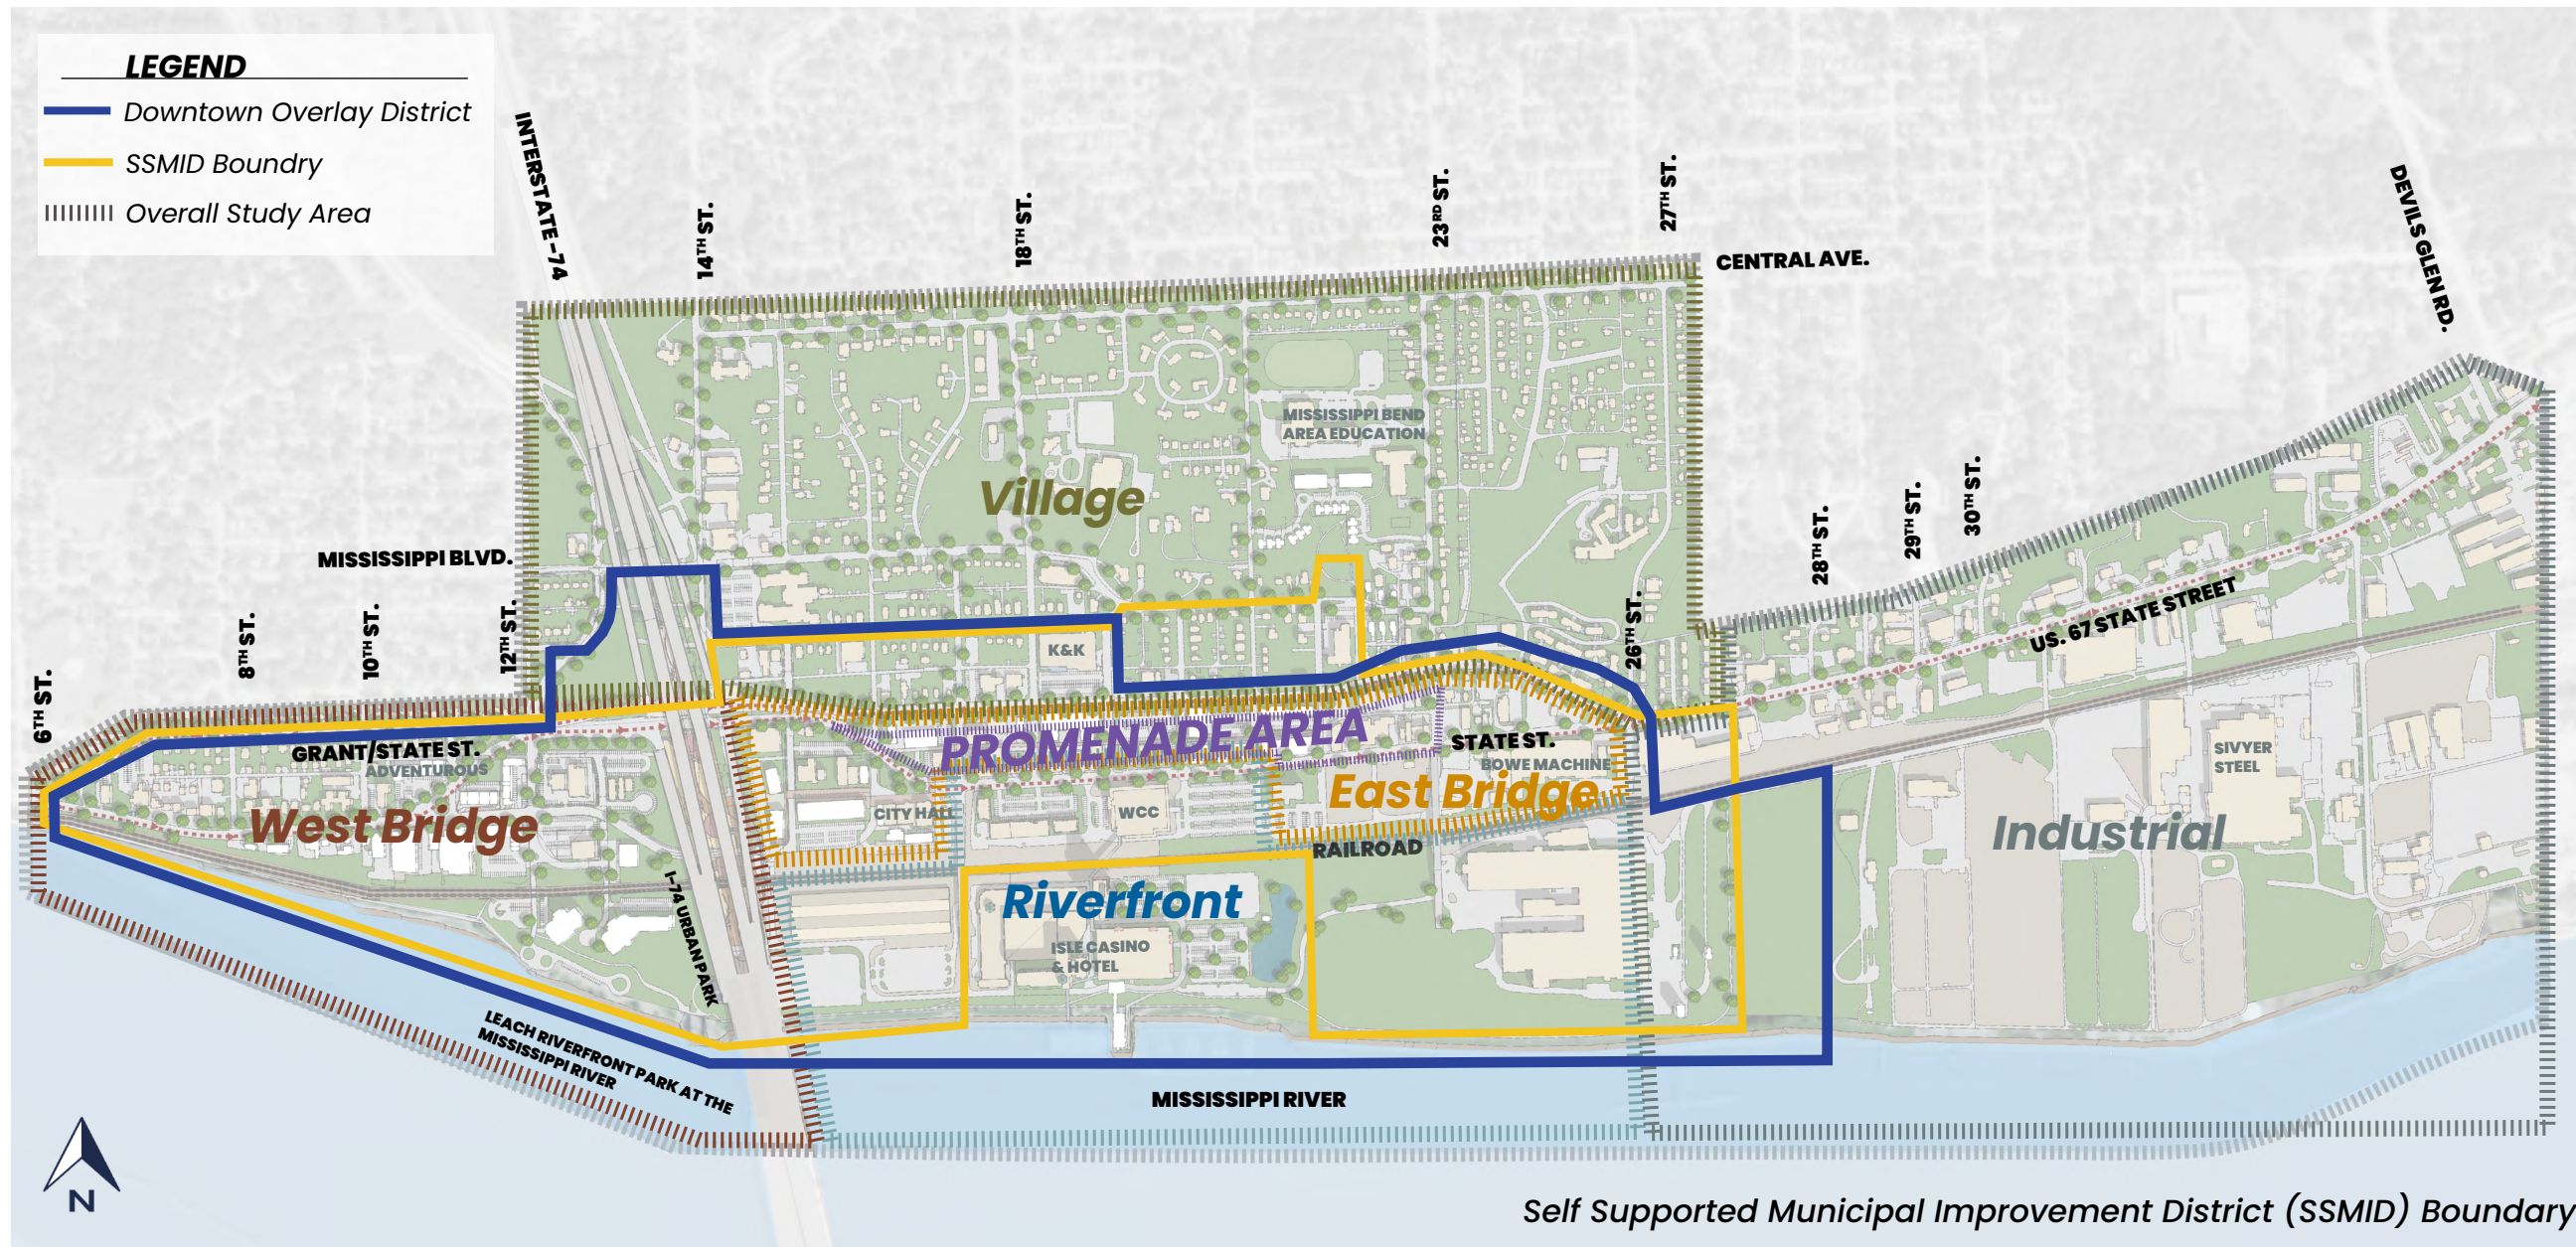 LEGEND
Downtown Overlay District
SSMID Boundry
Overall Study Area
INTERSTATE-74
14TH ST.
18TH ST.
23RD ST.
27TH ST.
CENTRAL AVE.
DEVILS GLEN RD.
MISSISSIPPI BEND
AREA EDUCATION
Village
MISSISSIPPI BLVD.
28TH ST.
29TH ST.
30TH ST.
6TH ST.
8TH ST.
10TH ST.
12TH ST.
26TH ST.
US. 67 STATE STREET
K&K
GRANT/STATE ST.
ADVENTUROUS
PROMENADE AREA
STATE ST.
BOWE MACHINE
East Bridge
SIVYER
STEEL
West Bridge
CITY HALL
WCC
RAILROAD
Industrial
Riverfront
I-74 URBAN PARK
ISLE CASINO
& HOTEL
LEACH RIVERFRONT PARK AT THE
MISSISSIPPI RIVER
MISSISSIPPI RIVER
N
Self Supported Municipal Improvement District (SSMID) Boundary